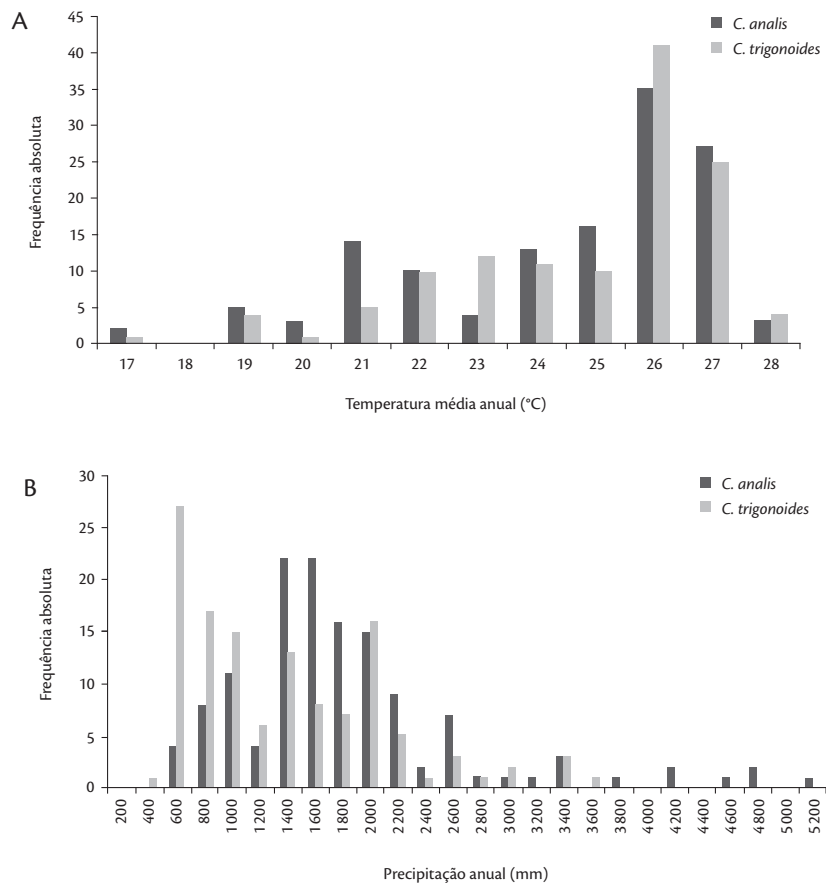 A
45
40
35
30
25
20
15
10
5
0
Frequência absoluta
C. analis
C. trigonoides
17 18 19 20 21 22 23 24 25 26 27 28
Temperatura média anual (°C)
B
30
25
20
15
10
5
0
Frequência absoluta
C. analis
C. trigonoides
200 400 600 800 1000 1200 1400 1600 1800 2000 2200 2400 2600 2800 3000 3200 3400 3600 3800 4000 4200 4400 4600 4800 5000 5200
Precipitação anual (mm)